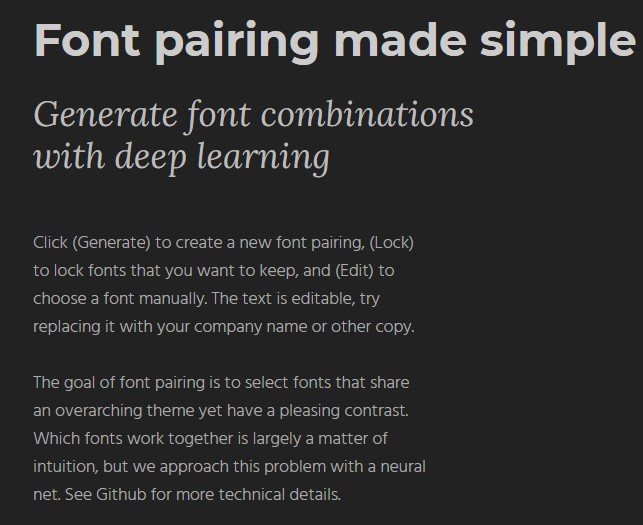 Font pairing made simple
Generate font combinations
with deep learning
Click (Generate) to create a new font pairing, (Lock)
to lock fonts that you want to keep, and (Edit) to
choose a font manually. The text is editable, try
replacing it with your company name or other copy.
The goal of font pairing is to select fonts that share
an overarching theme yet have a pleasing contrast.
Which fonts work together is largely a matter of
intuition, but we approach this problem with a neural
net. See Github for more technical details.